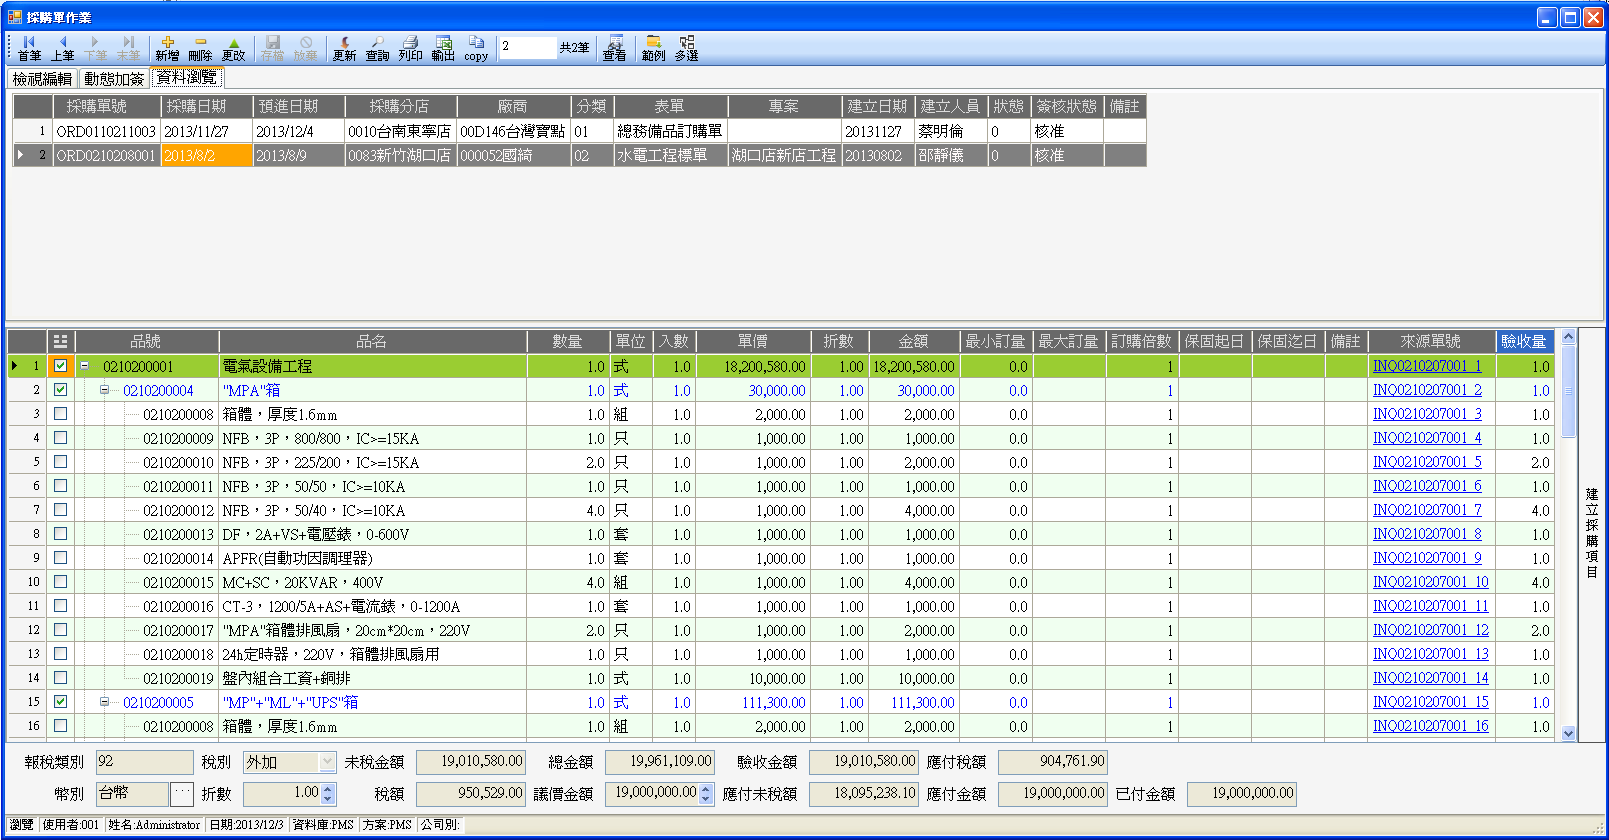 採購單作業
首筆 上筆 下筆 末筆 新增 刪除 更改 存檔 放棄 更新 查詢 列印 輸出 copy 2 共2筆 查看 範例 多選
檢視編輯 動態加簽 資料瀏覽
採購單號 採購日期 預進日期 採購分店 廠商 分類 表單 專案 建立日期 建立人員 狀態 簽核狀態 備註
1 ORD0110211003 2013/11/27 2013/12/4 0010台南東寧店 00D146台灣寶點 01 總務備品訂購單 20131127 蔡明倫 0 核准
2 ORD0210208001 2013/8/2 2013/8/9 0083新竹湖口店 000052國綺 02 水電工程標單 湖口店新店工程 20130802 邵靜儀 0 核准
品號 品名 數量 單位 入數 單價 折數 金額 最小訂量 最大訂量 訂購倍數 保固起日 保固迄日 備註 來源單號 驗收量
1 0210200001 電氣設備工程 1.0 式 1.0 18,200,580.00 1.00 18,200,580.00 0.0 1 INQ0210207001_1 1.0
2 0210200004 "MPA"箱 1.0 式 1.0 30,000.00 1.00 30,000.00 0.0 1 INQ0210207001_2 1.0
3 0210200008 箱體，厚度1.6mm 1.0 組 1.0 2,000.00 1.00 2,000.00 0.0 1 INQ0210207001_3 1.0
4 0210200009 NFB，3P，800/800，IC>=15KA 1.0 只 1.0 1,000.00 1.00 1,000.00 0.0 1 INQ0210207001_4 1.0
5 0210200010 NFB，3P，225/200，IC>=15KA 2.0 只 1.0 1,000.00 1.00 2,000.00 0.0 1 INQ0210207001_5 2.0
6 0210200011 NFB，3P，50/50，IC>=10KA 1.0 只 1.0 1,000.00 1.00 1,000.00 0.0 1 INQ0210207001_6 1.0
7 0210200012 NFB，3P，50/40，IC>=10KA 4.0 只 1.0 1,000.00 1.00 4,000.00 0.0 1 INQ0210207001_7 4.0
8 0210200013 DF，2A+VS+電壓錶，0-600V 1.0 套 1.0 1,000.00 1.00 1,000.00 0.0 1 INQ0210207001_8 1.0
9 0210200014 APFR(自動功因調理器) 1.0 套 1.0 1,000.00 1.00 1,000.00 0.0 1 INQ0210207001_9 1.0
10 0210200015 MC+SC，20KVAR，400V 4.0 組 1.0 1,000.00 1.00 4,000.00 0.0 1 INQ0210207001_10 4.0
11 0210200016 CT-3，1200/5A+AS+電流錶，0-1200A 1.0 套 1.0 1,000.00 1.00 1,000.00 0.0 1 INQ0210207001_11 1.0
12 0210200017 "MPA"箱體排風扇，20cm*20cm，220V 2.0 只 1.0 1,000.00 1.00 2,000.00 0.0 1 INQ0210207001_12 2.0
13 0210200018 24h定時器，220V，箱體排風扇用 1.0 只 1.0 1,000.00 1.00 1,000.00 0.0 1 INQ0210207001_13 1.0
14 0210200019 盤內組合工資+銅排 1.0 式 1.0 10,000.00 1.00 10,000.00 0.0 1 INQ0210207001_14 1.0
15 0210200005 "MP"+"ML"+"UPS"箱 1.0 式 1.0 111,300.00 1.00 111,300.00 0.0 1 INQ0210207001_15 1.0
16 0210200008 箱體，厚度1.6mm 1.0 組 1.0 2,000.00 1.00 2,000.00 0.0 1 INQ0210207001_16 1.0
建立採購項目
報稅類別 92 稅別 外加 未稅金額 19,010,580.00 總金額 19,961,109.00 驗收金額 19,010,580.00 應付稅額 904,761.90
幣別 台幣 ... 折數 1.00 稅額 950,529.00 議價金額 19,000,000.00 應付未稅額 18,095,238.10 應付金額 19,000,000.00 已付金額 19,000,000.00
瀏覽 使用者:001 姓名:Administrator 日期:2013/12/3 資料庫:PMS 方案:PMS 公司別: